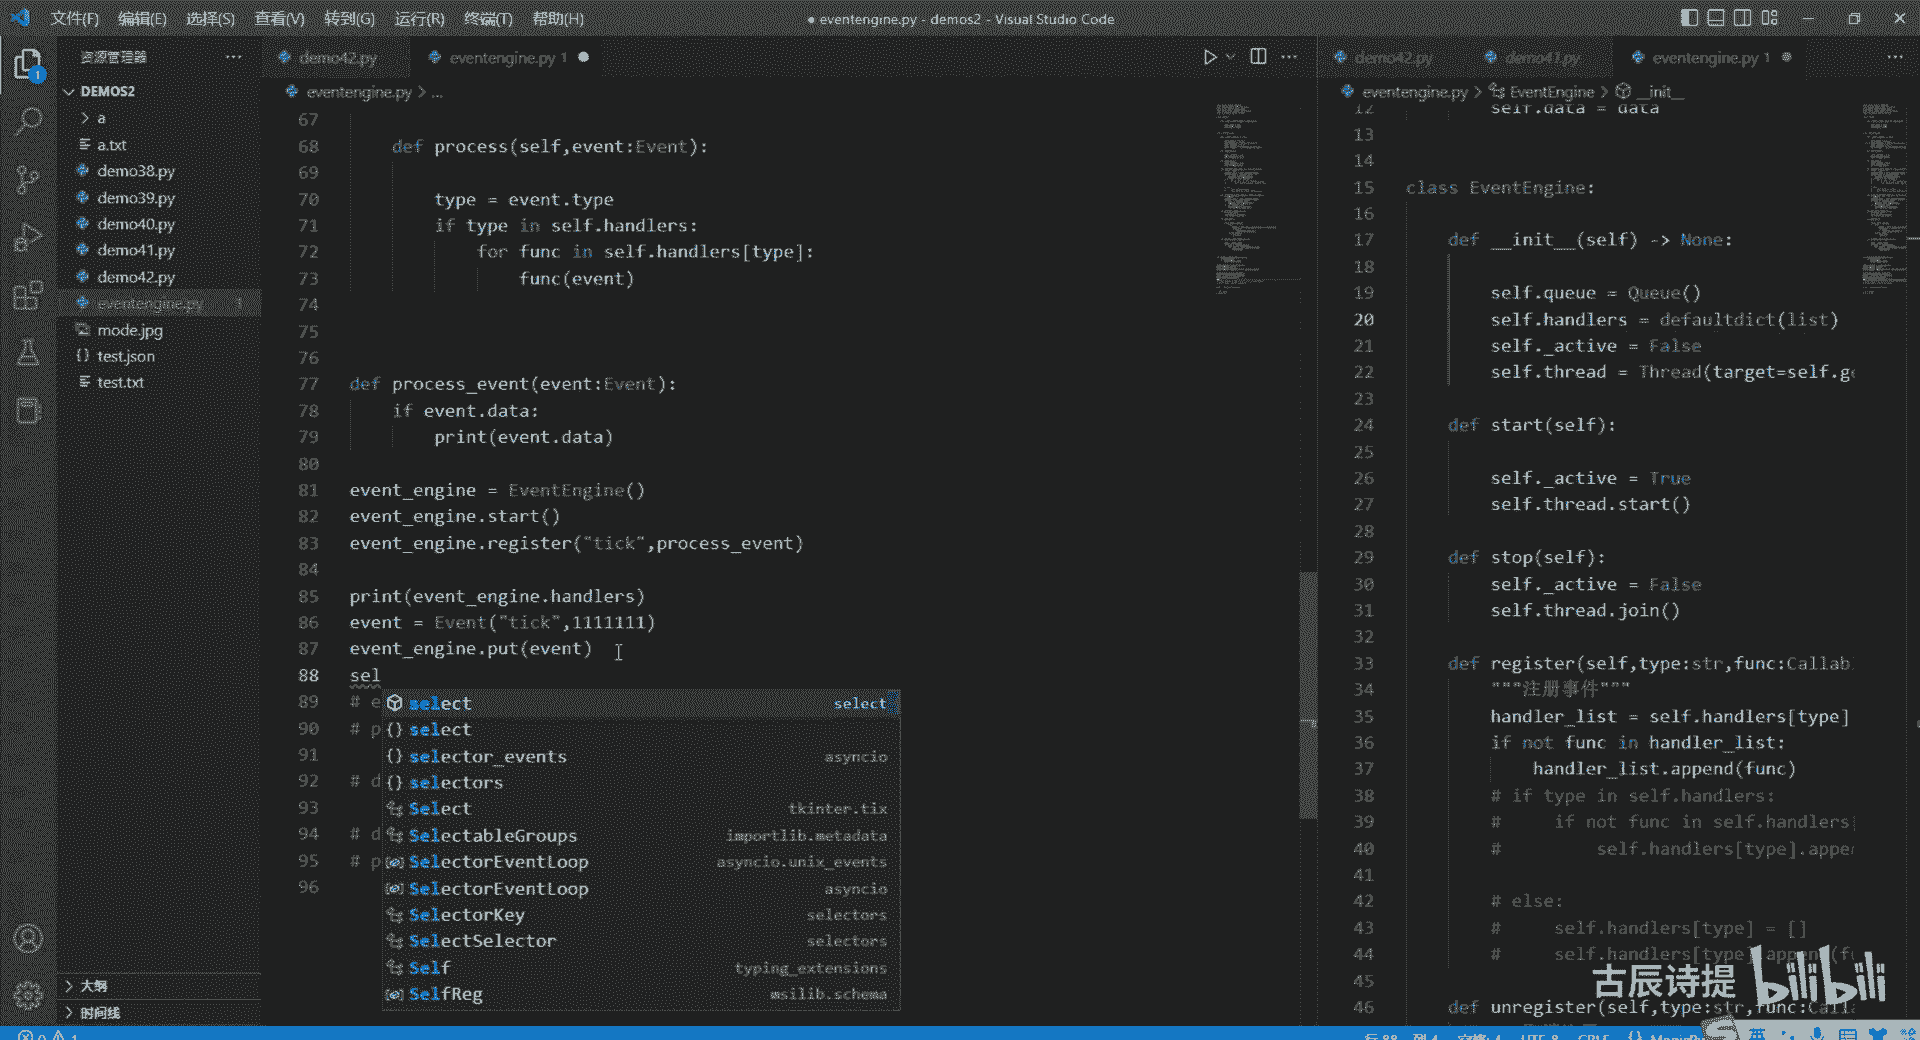 文件(F) 编辑(E) 选择(S) 查看(V) 转到(G) 运行(R) 终端(T) 帮助(H)
● eventengine.py - demos2 - Visual Studio Code
资源管理器
DEMOS2
a
a.txt
demo38.py
demo39.py
demo40.py
demo41.py
demo42.py
eventengine.py 1
mode.jpg
test.json
test.txt
大纲
时间线
demo42.py
eventengine.py 1
eventengine.py > ...
67
68 def process(self,event:Event):
69
70 type = event.type
71 if type in self.handlers:
72 for func in self.handlers[type]:
73 func(event)
74
75
76
77 def process_event(event:Event):
78 if event.data:
79 print(event.data)
80
81 event_engine = EventEngine()
82 event_engine.start()
83 event_engine.register("tick",process_event)
84
85 print(event_engine.handlers)
86 event = Event("tick",1111111)
87 event_engine.put(event)
88 sel
89 # e
90 # p
91
92 # d
93
94 # d
95 # p
96
select select
select
selector_events asyncio
selectors
Select tkinter.tix
SelectableGroups importlib.metadata
SelectorEventLoop asyncio.unix_events
SelectorEventLoop asyncio
SelectorKey selectors
SelectSelector selectors
Self typing_extensions
SelfReg msilib.schema
demo42.py demo41.py eventengine.py 1
eventengine.py > EventEngine > __init__
12 self.data = data
13
14
15 class EventEngine:
16
17 def __init__(self) -> None:
18
19 self.queue = Queue()
20 self.handlers = defaultdict(list)
21 self._active = False
22 self.thread = Thread(target=self.g
23
24 def start(self):
25
26 self._active = True
27 self.thread.start()
28
29 def stop(self):
30 self._active = False
31 self.thread.join()
32
33 def register(self,type:str,func:Callab
34 """注册事件"""
35 handler_list = self.handlers[type]
36 if not func in handler_list:
37 handler_list.append(func)
38 # if type in self.handlers:
39 # if not func in self.handlers
40 # self.handlers[type].appe
41
42 # else:
43 # self.handlers[type] = []
44 # self.handlers[type].append(f
45
46 def unregister(self,type:str,func:Call
古辰诗提 bilibili